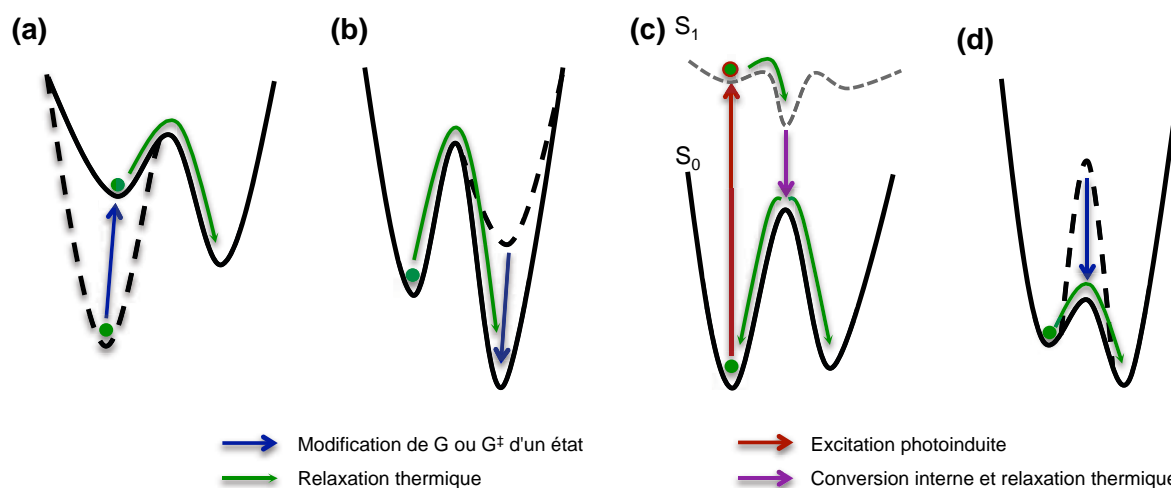 (a)
(b)
(c)
(d)
S₁
S₀
Modification de G ou G‡ d'un état
Excitation photoinduite
Relaxation thermique
Conversion interne et relaxation thermique